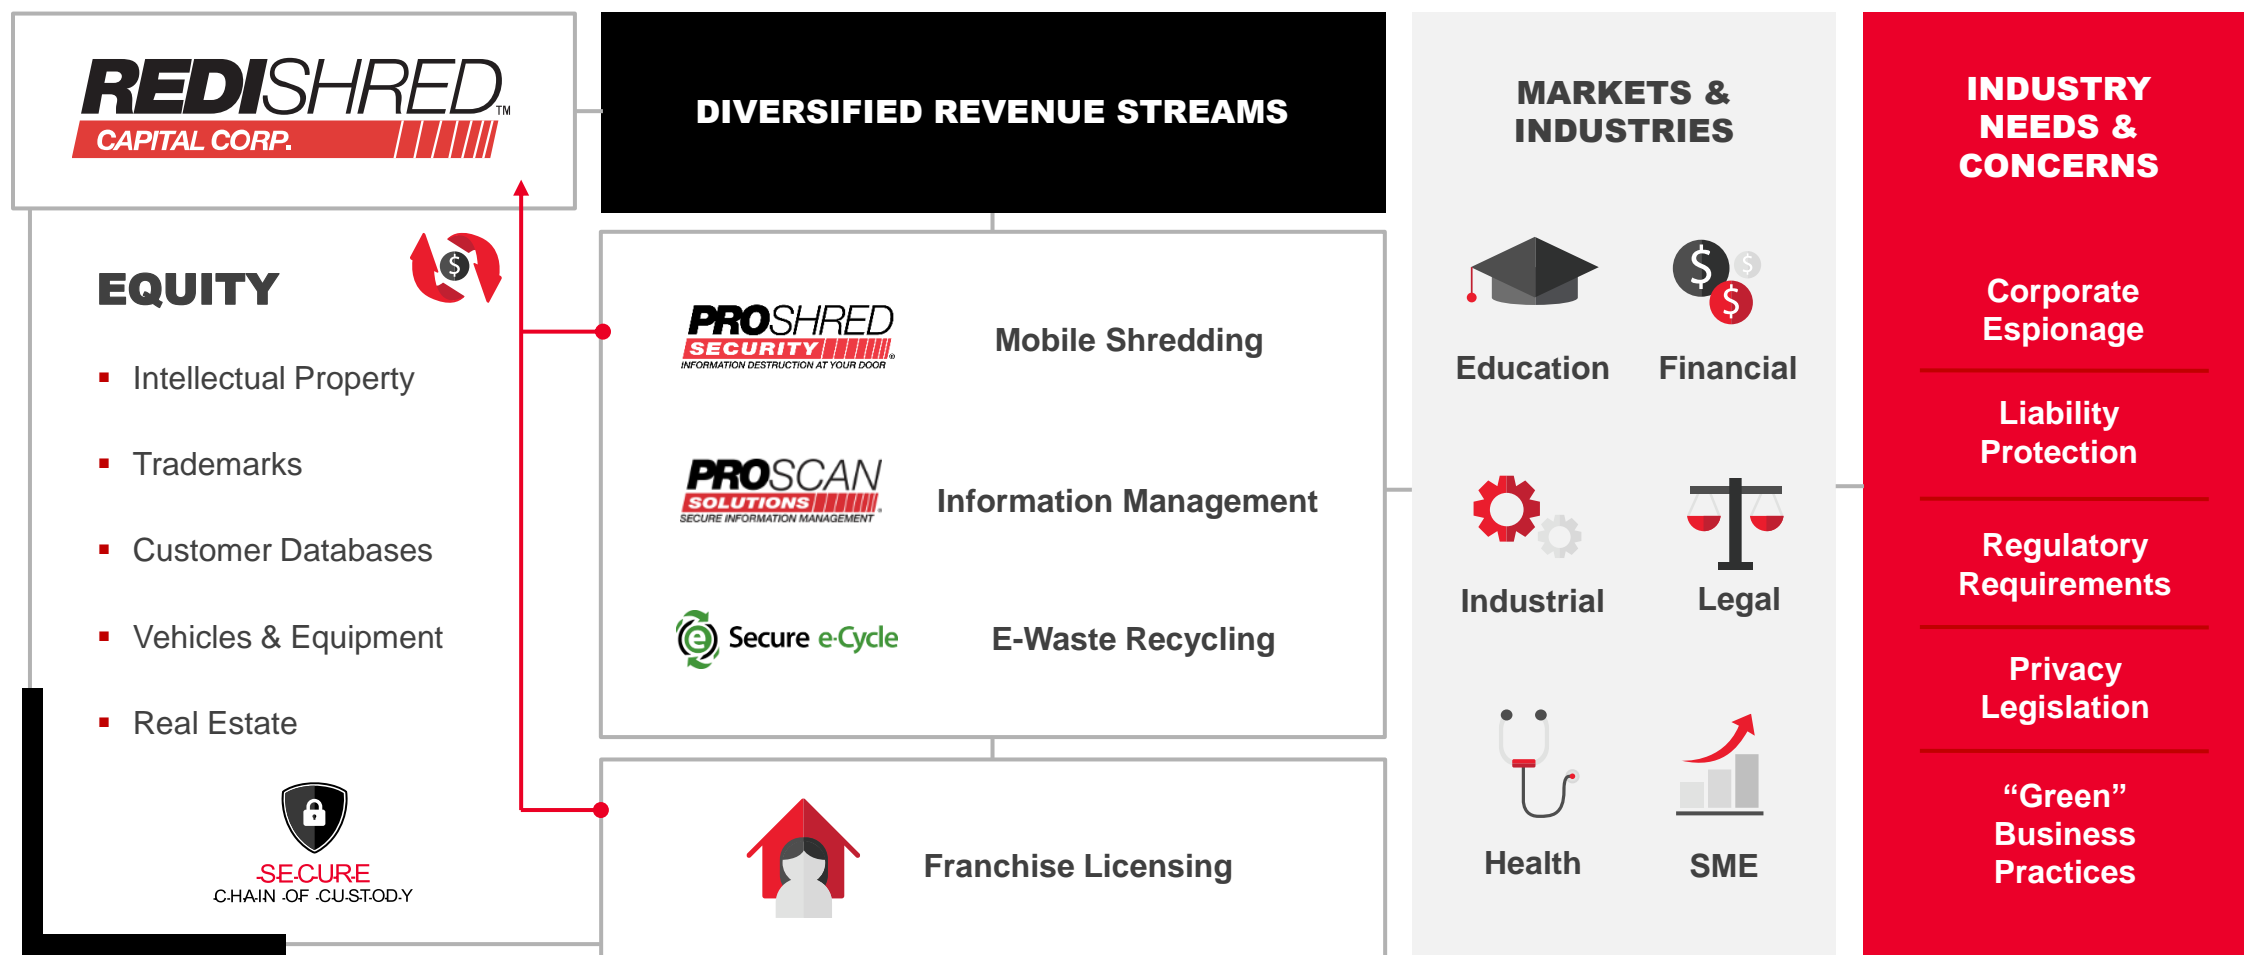 REDISHRED™
CAPITAL CORP.
EQUITY
$
▪ Intellectual Property
▪ Trademarks
▪ Customer Databases
▪ Vehicles & Equipment
▪ Real Estate
SECURE
CHAIN OF CUSTODY
DIVERSIFIED REVENUE STREAMS
PROSHRED
SECURITY®
INFORMATION DESTRUCTION AT YOUR DOOR
Mobile Shredding
PROSCAN
SOLUTIONS
SECURE INFORMATION MANAGEMENT
Information Management
e Secure e-Cycle
E-Waste Recycling
Franchise Licensing
MARKETS &
INDUSTRIES
$ $
$
Education Financial
Industrial Legal
Health SME
INDUSTRY
NEEDS &
CONCERNS
Corporate
Espionage
Liability
Protection
Regulatory
Requirements
Privacy
Legislation
“Green”
Business
Practices